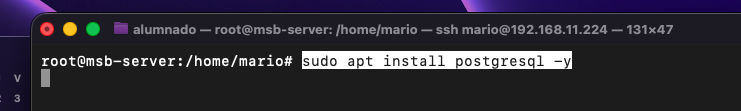 alumnado — root@msb-server: /home/mario — ssh mario@192.168.11.224 — 131×47
root@msb-server:/home/mario# sudo apt install postgresql -y
V
3